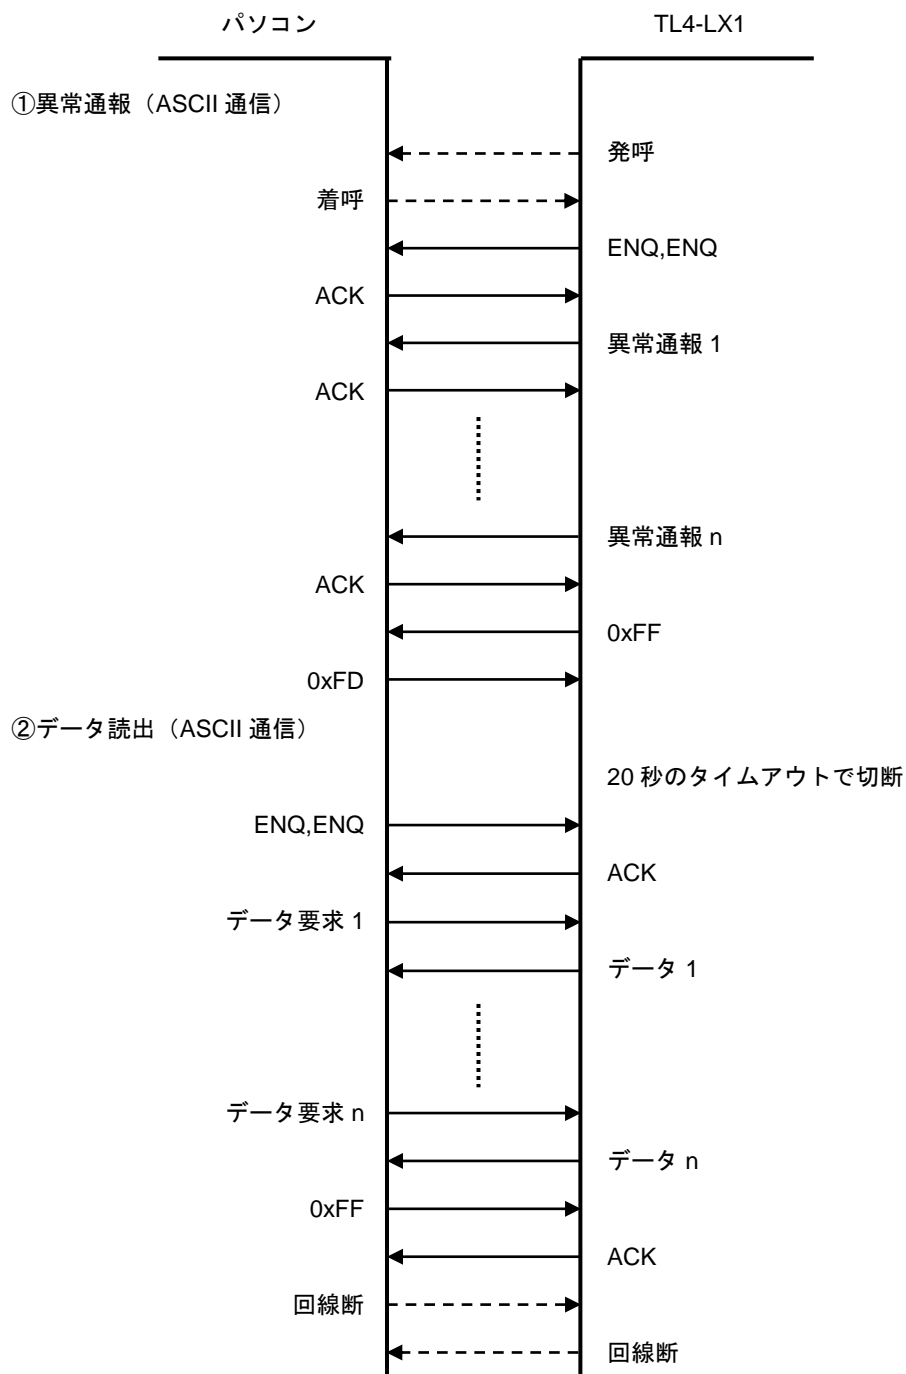 パソコン
TL4-LX1
①異常通報（ASCII 通信）
発呼
着呼
ENQ,ENQ
ACK
異常通報 1
ACK
異常通報 n
ACK
0xFF
0xFD
②データ読出（ASCII 通信）
20 秒のタイムアウトで切断
ENQ,ENQ
ACK
データ要求 1
データ 1
データ要求 n
データ n
0xFF
ACK
回線断
回線断